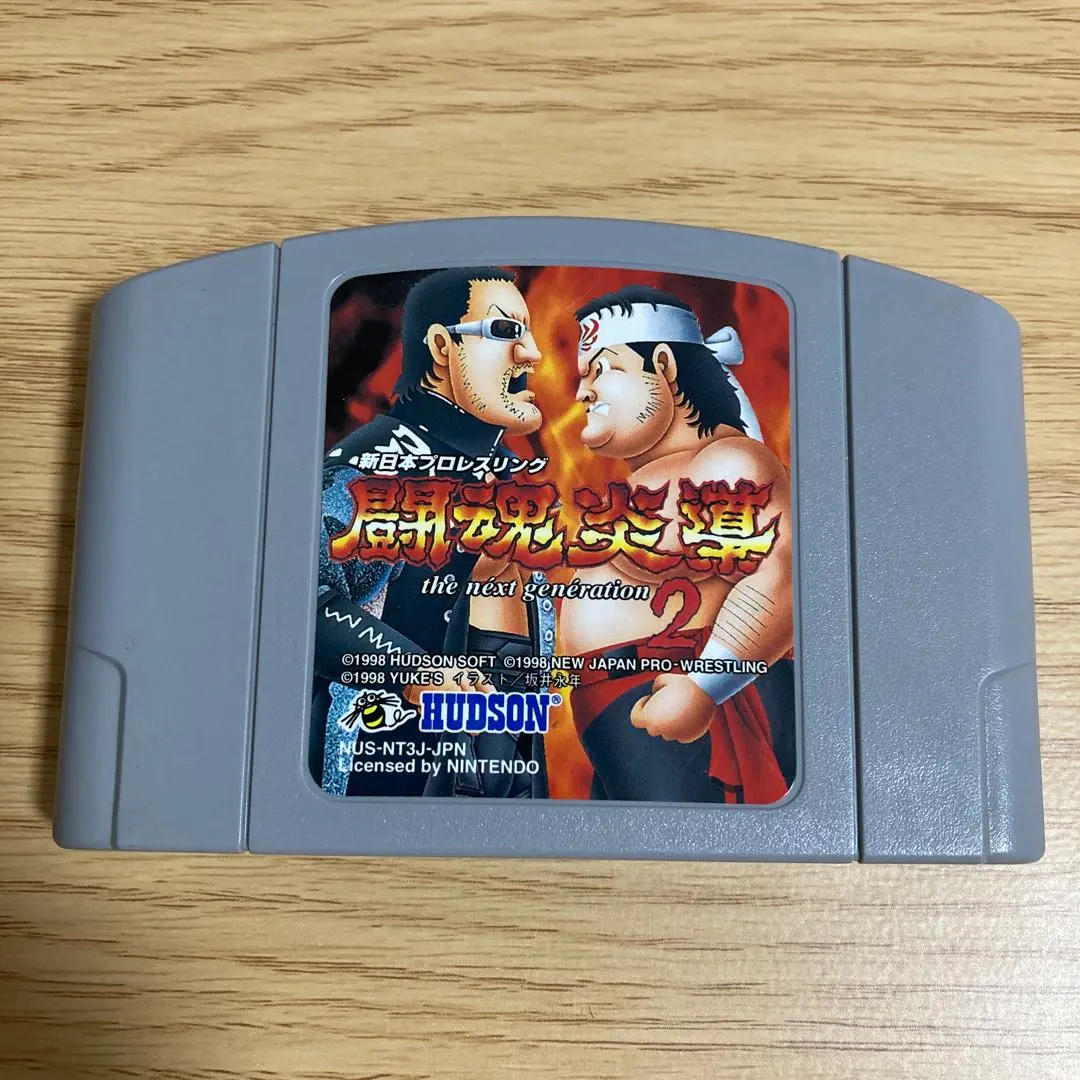 新日本プロレスリング
闘魂炎導
the néxt genération 2
©1998 HUDSON SOFT ©1998 NEW JAPAN PRO-WRESTLING
©1998 YUKE'S イラスト/坂井永年
HUDSON®
NUS-NT3J-JPN
Licensed by NINTENDO